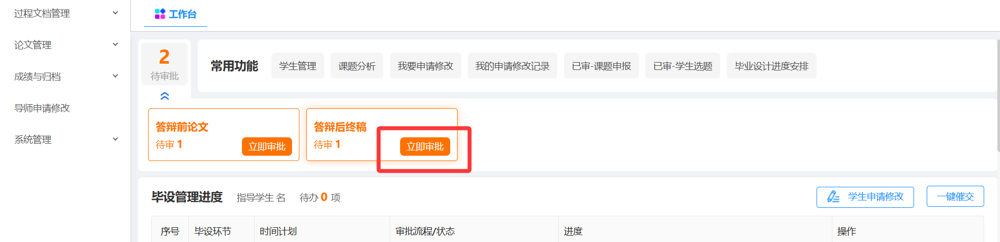 过程文档管理
论文管理
成绩与归档
导师申请修改
系统管理
工作台
2
待审批
常用功能 学生管理 课题分析 我要申请修改 我的申请修改记录 已审-课题申报 已审-学生选题 毕业设计进度安排
答辩前论文
待审 1 立即审批
答辩后终稿
待审 1 立即审批
毕设管理进度 指导学生 名 待办 0 项 学生申请修改 一键催交
序号 毕设环节 时间计划 审批流程/状态 进度 操作